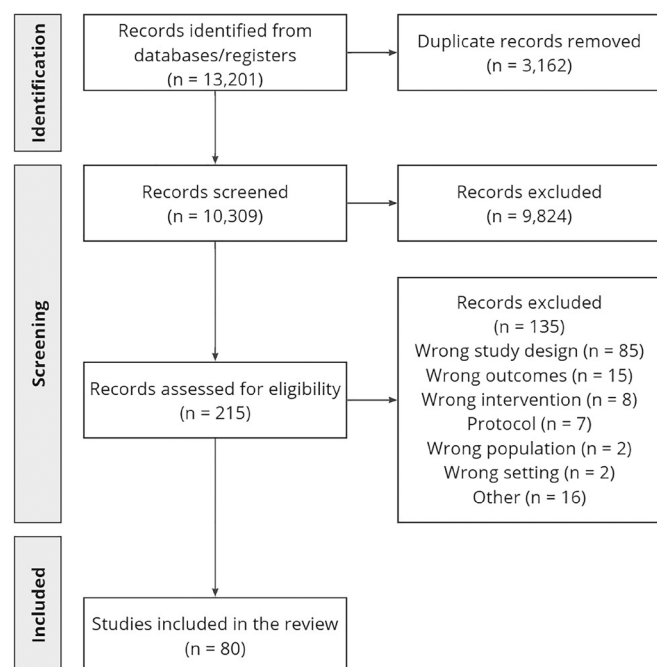 Identification
Records identified from
databases/registers
(n = 13,201)
Duplicate records removed
(n = 3,162)
Screening
Records screened
(n = 10,309)
Records excluded
(n = 9,824)
Records assessed for eligibility
(n = 215)
Records excluded
(n = 135)
Wrong study design (n = 85)
Wrong outcomes (n = 15)
Wrong intervention (n = 8)
Protocol (n = 7)
Wrong population (n = 2)
Wrong setting (n = 2)
Other (n = 16)
Included
Studies included in the review
(n = 80)